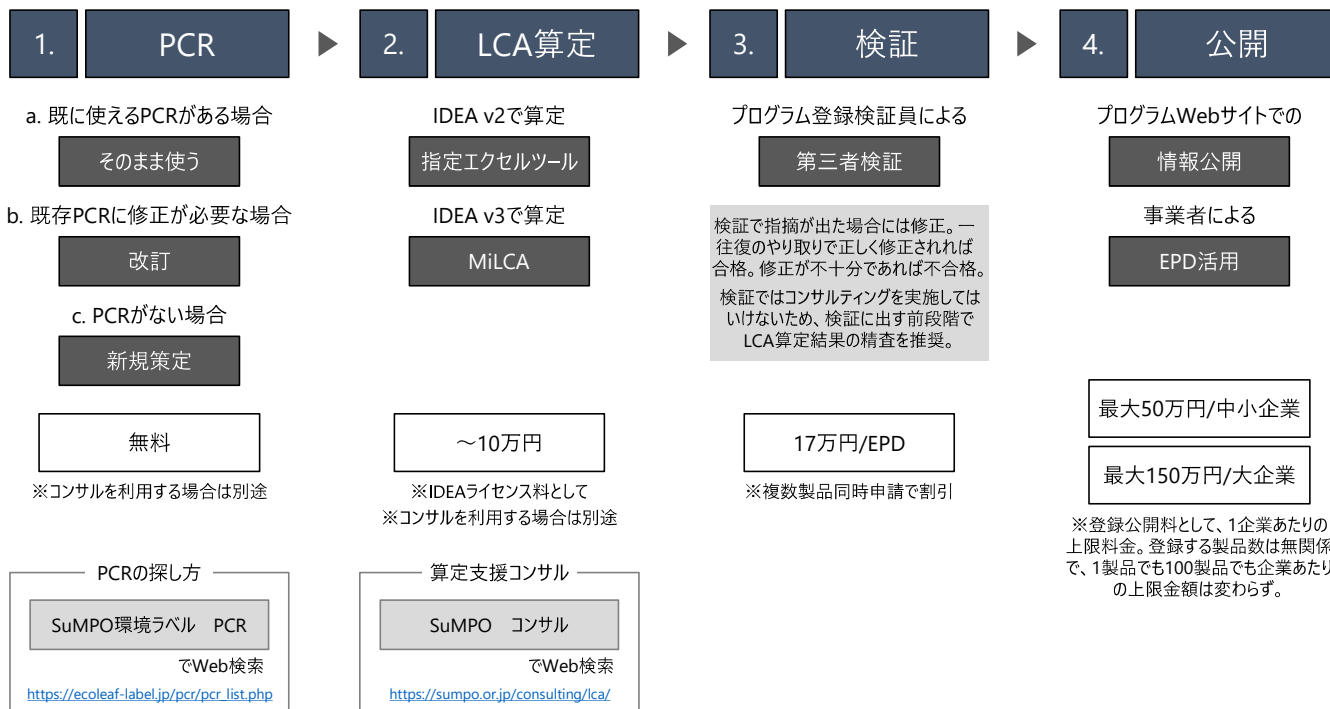 1.
PCR
2.
LCA算定
3.
検証
4.
公開
a. 既に使えるPCRがある場合
そのまま使う
b. 既存PCRに修正が必要な場合
改訂
c. PCRがない場合
新規策定
無料
※コンサルを利用する場合は別途
PCRの探し方
SuMPO環境ラベル　PCR
でWeb検索
https://ecoleaf-label.jp/pcr/pcr_list.php
IDEA v2で算定
指定エクセルツール
IDEA v3で算定
MiLCA
～10万円
※IDEAライセンス料として
※コンサルを利用する場合は別途
算定支援コンサル
SuMPO　コンサル
でWeb検索
https://sumpo.or.jp/consulting/lca/
プログラム登録検証員による
第三者検証
検証で指摘が出た場合には修正。一
往復のやり取りで正しく修正されれば
合格。修正が不十分であれば不合格。
検証ではコンサルティングを実施しては
いけないため、検証に出す前段階で
LCA算定結果の精査を推奨。
17万円/EPD
※複数製品同時申請で割引
プログラムWebサイトでの
情報公開
事業者による
EPD活用
最大50万円/中小企業
最大150万円/大企業
※登録公開料として、1企業あたりの
上限料金。登録する製品数は無関係
で、1製品でも100製品でも企業あたり
の上限金額は変わらず。